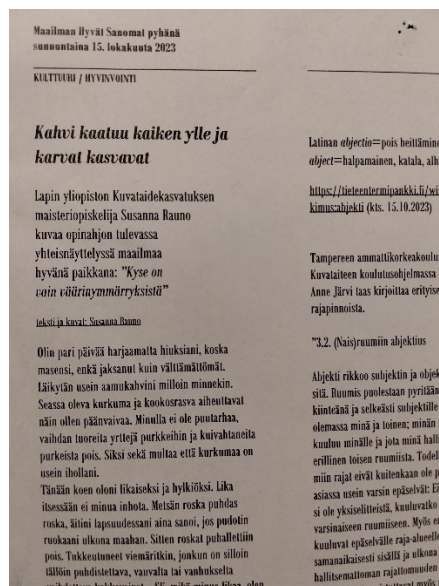 Maailman Hyvät Sanomat pyhänä
sunnuntaina 15. lokakuuta 2023
KULTTUURI / HYVINVOINTI
Kahvi kaatuu kaiken ylle ja
karvat kasvavat
Lapin yliopiston Kuvataidekasvatuksen
maisteriopiskelija Susanna Rauno
kuvaa opinahjon tulevassa
yhteisnäyttelyssä maailmaa
hyvänä paikkana: "Kyse on
vain väärinymmärryksistä"
teksti ja kuvat: Susanna Rauno
Olin pari päivää harjaamatta hiuksiani, koska
masensi, enkä jaksanut kuin välttämättömät.
Läikytän usein aamukahvini milloin minnekin.
Seassa oleva kurkuma ja kookosrasva aiheuttavat
näin ollen päänvaivaa. Minulla ei ole puutarhaa,
vaihdan tuoreita yrttejä purkkeihin ja kuivahtaneita
purkeista pois. Siksi sekä multaa että kurkumaa on
usein ihollani.
Tänään koen oloni likaiseksi ja hylkiöksi. Lika
itsessään ei minua inhota. Metsän roska puhdas
roska, äitini lapsuudessani aina sanoi, jos pudotin
ruokaani ulkona maahan. Sitten roskat puhallettiin
pois. Tukkeutuneet viemäritkin, jonkun on silloin
tällöin puhdistettava, vauvalta tai vanhukselta
Latinan abjectio=pois heittämine
abject=halpamainen, katala, alh
https://tieteentermipankki.fi/wi
kimus:abjekti (kts. 15.10.2023)
Tampereen ammattikorkeakoulu
Kuvataiteen koulutusohjelmassa
Anne Järvi taas kirjoittaa erityise
rajapinnoista.
"3.2. (Nais)ruumiin abjektius
Abjekti rikkoo subjektin ja objek
sitä. Ruumis puolestaan pyritään
kiinteänä ja selkeästi subjektille
olemassa minä ja toinen; minän
kuuluu minälle ja jota minä hall
erillinen toisen ruumiista. Todel
miin rajat eivät kuitenkaan ole p
asiassa usein varsin epäselvät: Ei
si ole yksiselitteistä, kuuluvatko
varsinaiseen ruumiiseen. Myös e
kuuluvat epäselvälle raja-alueelle
samanaikaisesti sisällä ja ulkona
hallitsemattoman rajattomuuden